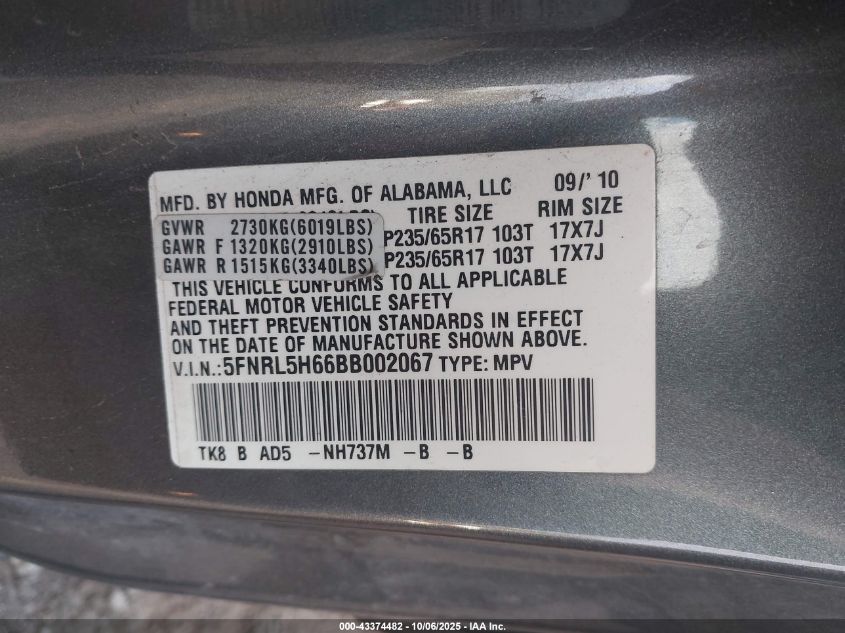 MFD. BY HONDA MFG. OF ALABAMA, LLC 09/' 10
TIRE SIZE RIM SIZE
GVWR 2730KG(6019LBS)
GAWR F 1320KG(2910LBS) P235/65R17 103T 17X7J
GAWR R 1515KG(3340LBS) P235/65R17 103T 17X7J
THIS VEHICLE CONFORMS TO ALL APPLICABLE
FEDERAL MOTOR VEHICLE SAFETY
AND THEFT PREVENTION STANDARDS IN EFFECT
ON THE DATE OF MANUFACTURE SHOWN ABOVE.
V.I.N.:5FNRL5H66BB002067 TYPE: MPV
TK8 B AD5 -NH737M -B -B
000-43374482 - 10/06/2025 - IAA Inc.